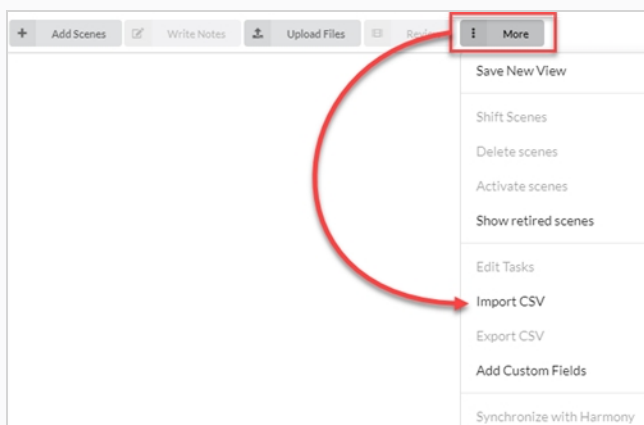 Add Scenes Write Notes Upload Files More
Save New View
Shift Scenes
Delete scenes
Activate scenes
Show retired scenes
Edit Tasks
Import CSV
Export CSV
Add Custom Fields
Synchronize with Harmony